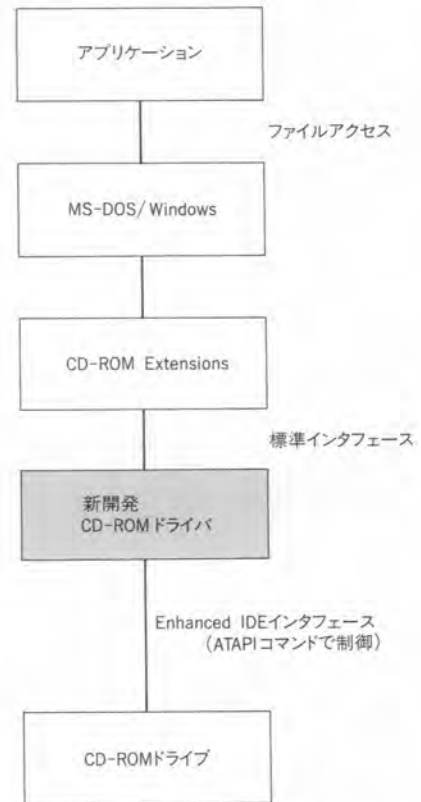 アプリケーション
ファイルアクセス
MS-DOS/Windows
CD-ROM Extensions
標準インタフェース
新開発
CD-ROMドライバ
Enhanced IDEインタフェース
(ATAPIコマンドで制御)
CD-ROMドライブ